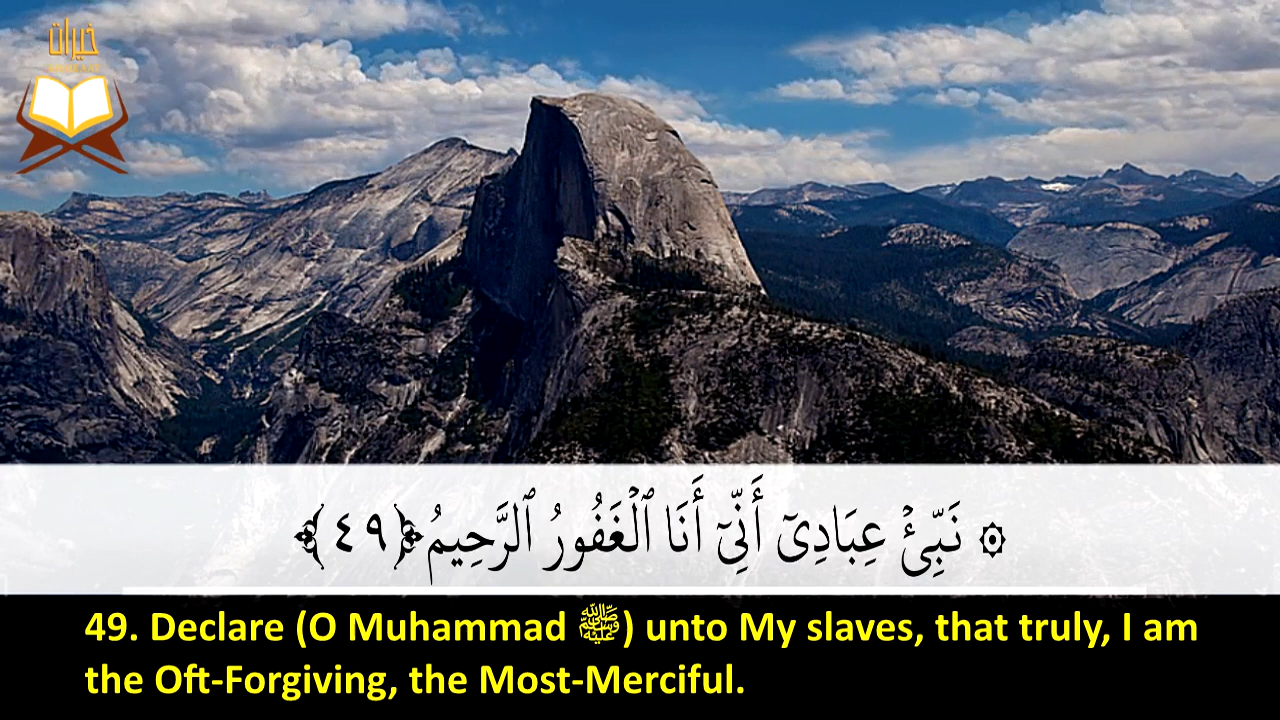 خيرات
۞ نَبِّئْ عِبَادِىٓ أَنِّىٓ أَنَا ٱلْغَفُورُ ٱلرَّحِيمُ ﴿٤٩﴾
49. Declare (O Muhammad ﷺ) unto My slaves, that truly, I am
the Oft-Forgiving, the Most-Merciful.